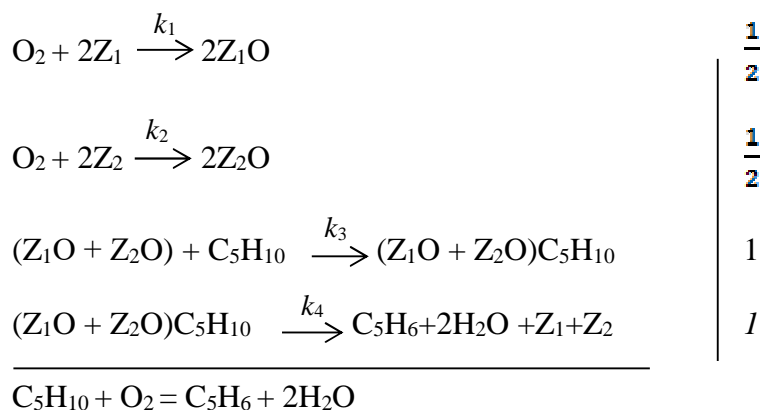 O₂ + 2Z₁ —k₁→ 2Z₁O 1/2
O₂ + 2Z₂ —k₂→ 2Z₂O 1/2
(Z₁O + Z₂O) + C₅H₁₀ —k₃→ (Z₁O + Z₂O)C₅H₁₀ 1
(Z₁O + Z₂O)C₅H₁₀ —k₄→ C₅H₆+2H₂O +Z₁+Z₂ 1
C₅H₁₀ + O₂ = C₅H₆ + 2H₂O